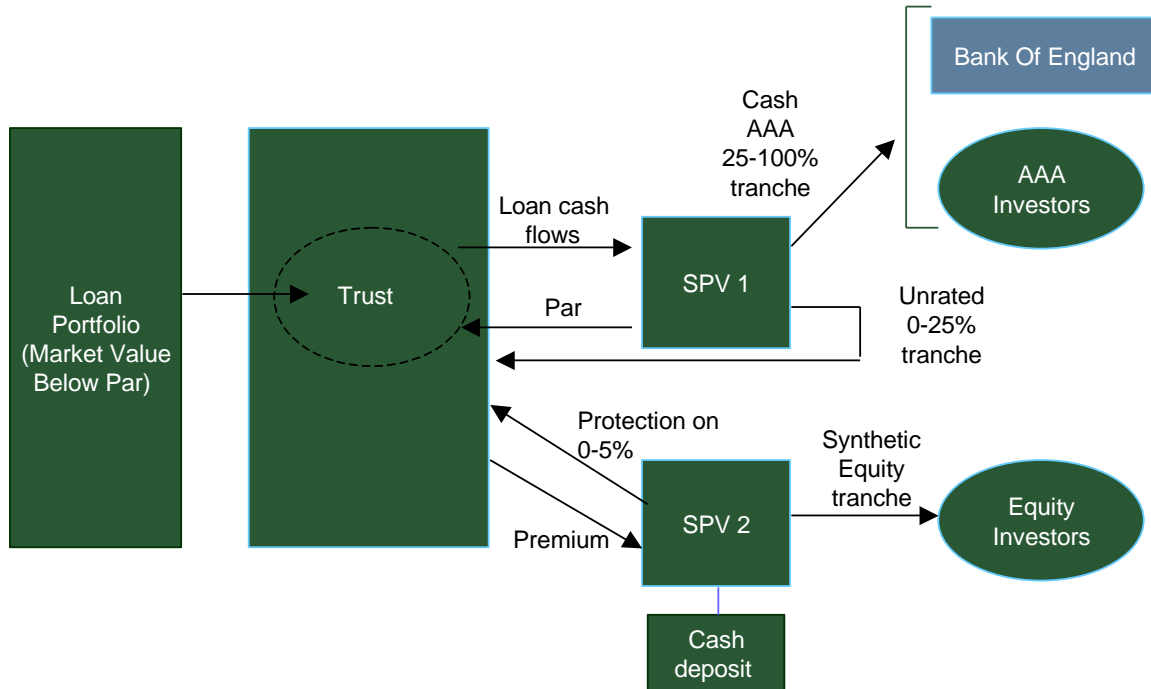 Bank Of England
Cash
AAA
25-100%
tranche
AAA
Investors
Loan cash
flows
SPV 1
Loan
Portfolio
(Market Value
Below Par)
Trust
Par
Unrated
0-25%
tranche
Protection on
0-5%
Synthetic
Equity
tranche
SPV 2
Equity
Investors
Premium
Cash
deposit